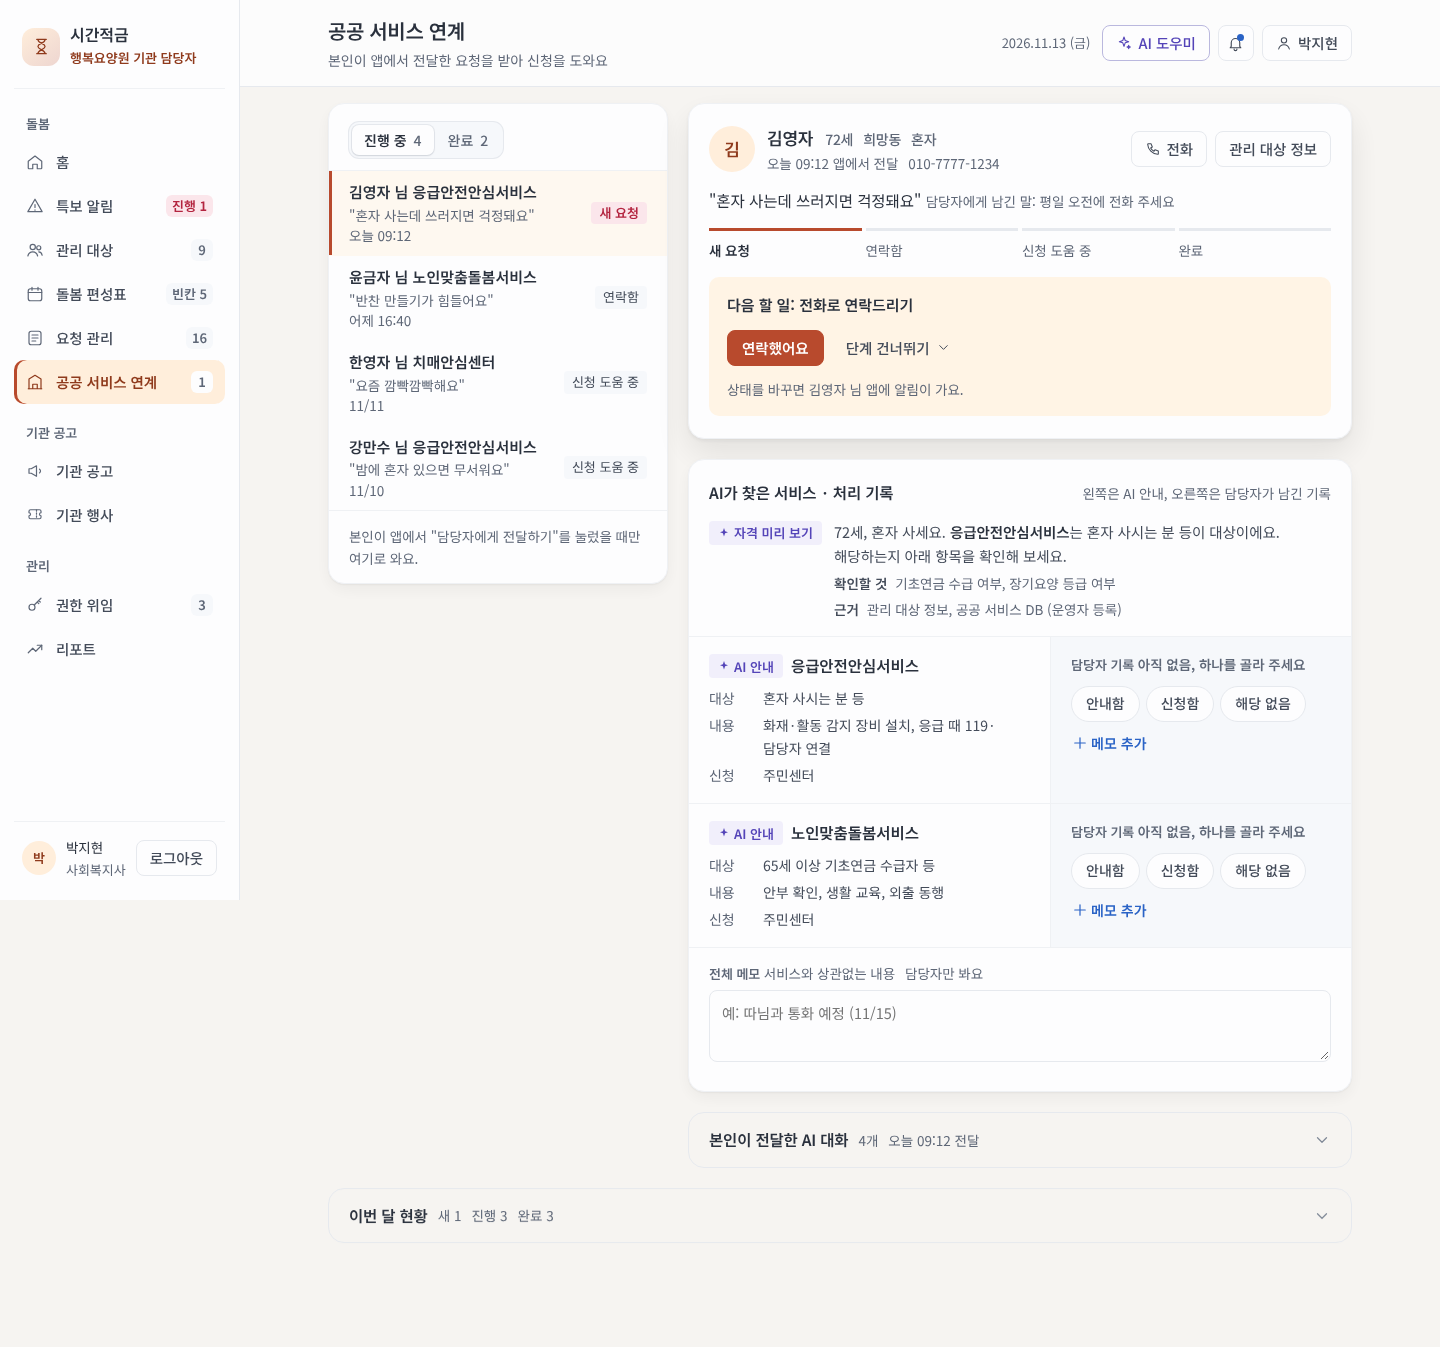 시간적금
행복요양원 기관 담당자
돌봄
홈
특보 알림 진행 1
관리 대상 9
돌봄 편성표 빈칸 5
요청 관리 16
공공 서비스 연계 1
기관 공고
기관 공고
기관 행사
관리
권한 위임 3
리포트
박 박지현
사회복지사
로그아웃
공공 서비스 연계
본인이 앱에서 전달한 요청을 받아 신청을 도와요
2026.11.13 (금) AI 도우미 박지현
진행 중 4 완료 2
김영자 님 응급안전안심서비스
"혼자 사는데 쓰러지면 걱정돼요"
오늘 09:12
새 요청
윤금자 님 노인맞춤돌봄서비스
"반찬 만들기가 힘들어요"
어제 16:40
연락함
한영자 님 치매안심센터
"요즘 깜빡깜빡해요"
11/11
신청 도움 중
강만수 님 응급안전안심서비스
"밤에 혼자 있으면 무서워요"
11/10
신청 도움 중
본인이 앱에서 "담당자에게 전달하기"를 눌렀을 때만
여기로 와요.
김 김영자 72세 희망동 혼자
오늘 09:12 앱에서 전달 010-7777-1234
전화 관리 대상 정보
"혼자 사는데 쓰러지면 걱정돼요" 담당자에게 남긴 말: 평일 오전에 전화 주세요
새 요청 연락함 신청 도움 중 완료
다음 할 일: 전화로 연락드리기
연락했어요 단계 건너뛰기
상태를 바꾸면 김영자 님 앱에 알림이 가요.
AI가 찾은 서비스 · 처리 기록 왼쪽은 AI 안내, 오른쪽은 담당자가 남긴 기록
자격 미리 보기 72세, 혼자 사세요. 응급안전안심서비스는 혼자 사시는 분 등이 대상이에요.
해당하는지 아래 항목을 확인해 보세요.
확인할 것 기초연금 수급 여부, 장기요양 등급 여부
근거 관리 대상 정보, 공공 서비스 DB (운영자 등록)
AI 안내 응급안전안심서비스
대상 혼자 사시는 분 등
내용 화재·활동 감지 장비 설치, 응급 때 119·
담당자 연결
신청 주민센터
담당자 기록 아직 없음, 하나를 골라 주세요
안내함 신청함 해당 없음
메모 추가
AI 안내 노인맞춤돌봄서비스
대상 65세 이상 기초연금 수급자 등
내용 안부 확인, 생활 교육, 외출 동행
신청 주민센터
담당자 기록 아직 없음, 하나를 골라 주세요
안내함 신청함 해당 없음
메모 추가
전체 메모 서비스와 상관없는 내용 담당자만 봐요
예: 따님과 통화 예정 (11/15)
본인이 전달한 AI 대화 4개 오늘 09:12 전달
이번 달 현황 새 1 진행 3 완료 3